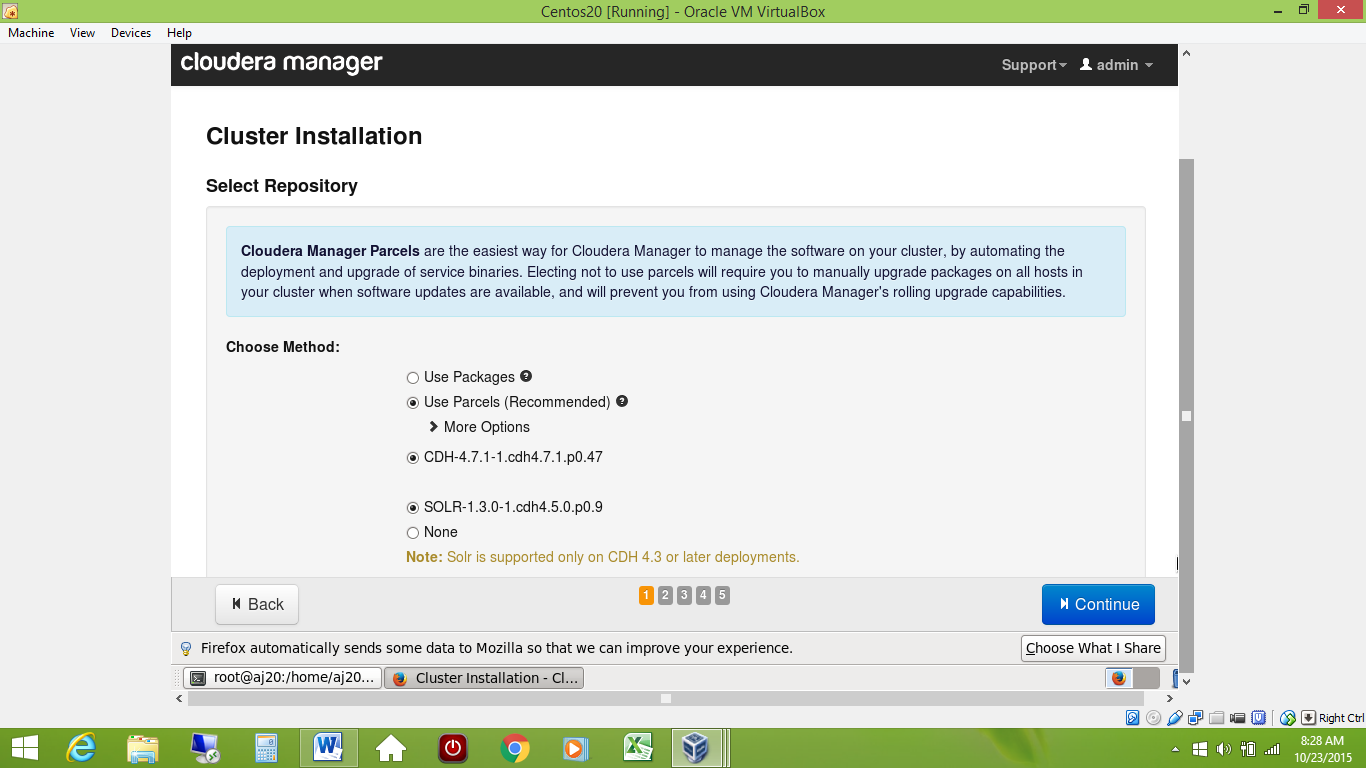 Centos20 [Running] - Oracle VM VirtualBox
Machine View Devices Help
cloudera manager
Support admin
Cluster Installation
Select Repository
Cloudera Manager Parcels are the easiest way for Cloudera Manager to manage the software on your cluster, by automating the
deployment and upgrade of service binaries. Electing not to use parcels will require you to manually upgrade packages on all hosts in
your cluster when software updates are available, and will prevent you from using Cloudera Manager's rolling upgrade capabilities.
Choose Method:
Use Packages
Use Parcels (Recommended)
More Options
CDH-4.7.1-1.cdh4.7.1.p0.47
SOLR-1.3.0-1.cdh4.5.0.p0.9
None
Note: Solr is supported only on CDH 4.3 or later deployments.
Back 1 2 3 4 5 Continue
Firefox automatically sends some data to Mozilla so that we can improve your experience. Choose What I Share
root@aj20:/home/aj20... Cluster Installation - Cl...
Right Ctrl
8:28 AM
10/23/2015